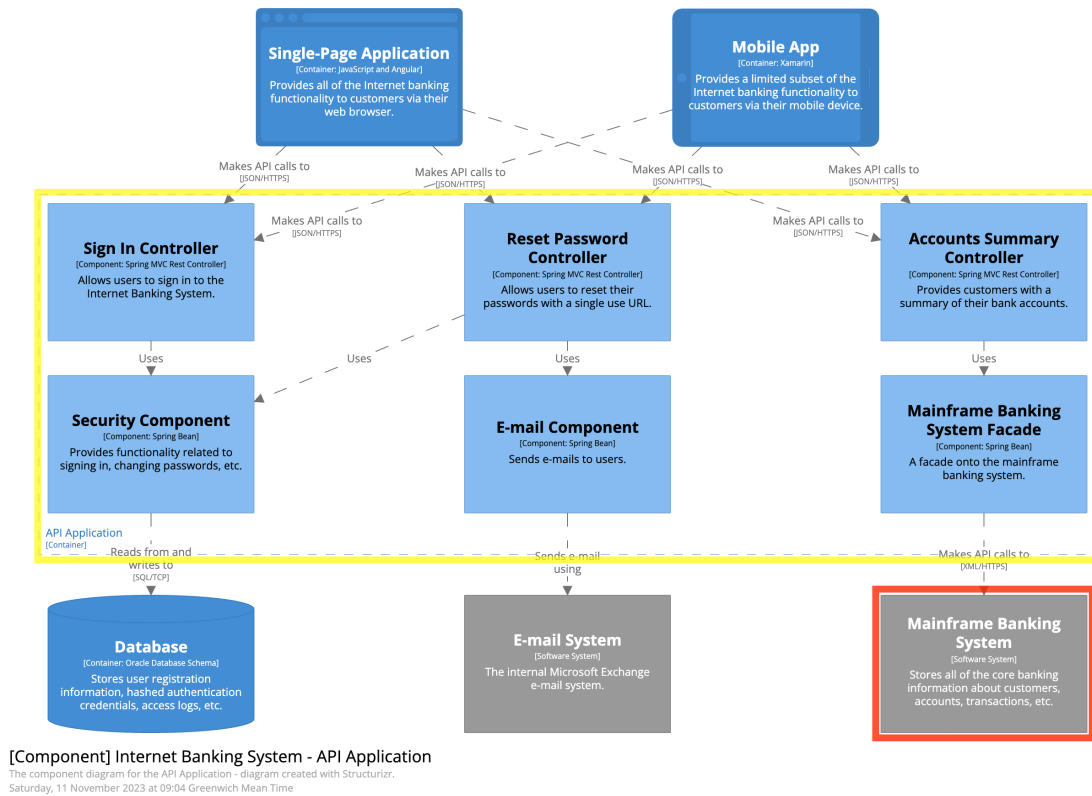 Single-Page Application
[Container: JavaScript and Angular]
Provides all of the Internet banking
functionality to customers via their
web browser.
Mobile App
[Container: Xamarin]
Provides a limited subset of the
Internet banking functionality to
customers via their mobile device.
Makes API calls to
[JSON/HTTPS]
Makes API calls to
[JSON/HTTPS]
Makes API calls to
[JSON/HTTPS]
Makes API calls to
[JSON/HTTPS]
Makes API calls to
[JSON/HTTPS]
Makes API calls to
[JSON/HTTPS]
Sign In Controller
[Component: Spring MVC Rest Controller]
Allows users to sign in to the
Internet Banking System.
Reset Password
Controller
[Component: Spring MVC Rest Controller]
Allows users to reset their
passwords with a single use URL.
Accounts Summary
Controller
[Component: Spring MVC Rest Controller]
Provides customers with a
summary of their bank accounts.
Uses
Uses
Uses
Uses
Security Component
[Component: Spring Bean]
Provides functionality related to
signing in, changing passwords, etc.
E-mail Component
[Component: Spring Bean]
Sends e-mails to users.
Mainframe Banking
System Facade
[Component: Spring Bean]
A facade onto the mainframe
banking system.
API Application
[Container]
Reads from and
writes to
[SQL/TCP]
Sends e-mail
using
Makes API calls to
[XML/HTTPS]
Database
[Container: Oracle Database Schema]
Stores user registration
information, hashed authentication
credentials, access logs, etc.
E-mail System
[Software System]
The internal Microsoft Exchange
e-mail system.
Mainframe Banking
System
[Software System]
Stores all of the core banking
information about customers,
accounts, transactions, etc.
[Component] Internet Banking System - API Application
The component diagram for the API Application - diagram created with Structurizr.
Saturday, 11 November 2023 at 09:04 Greenwich Mean Time